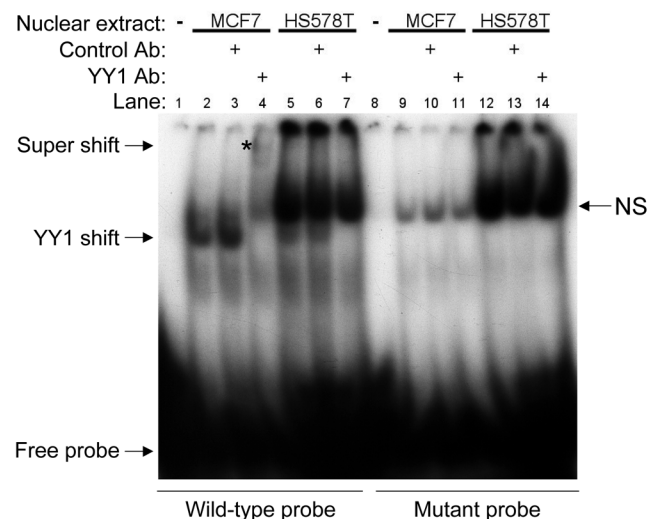 Nuclear extract: - MCF7 HS578T - MCF7 HS578T
Control Ab: + + + +
YY1 Ab: + + + +
Lane: 1 2 3 4 5 6 7 8 9 10 11 12 13 14
Super shift *
NS
YY1 shift
Free probe
Wild-type probe Mutant probe